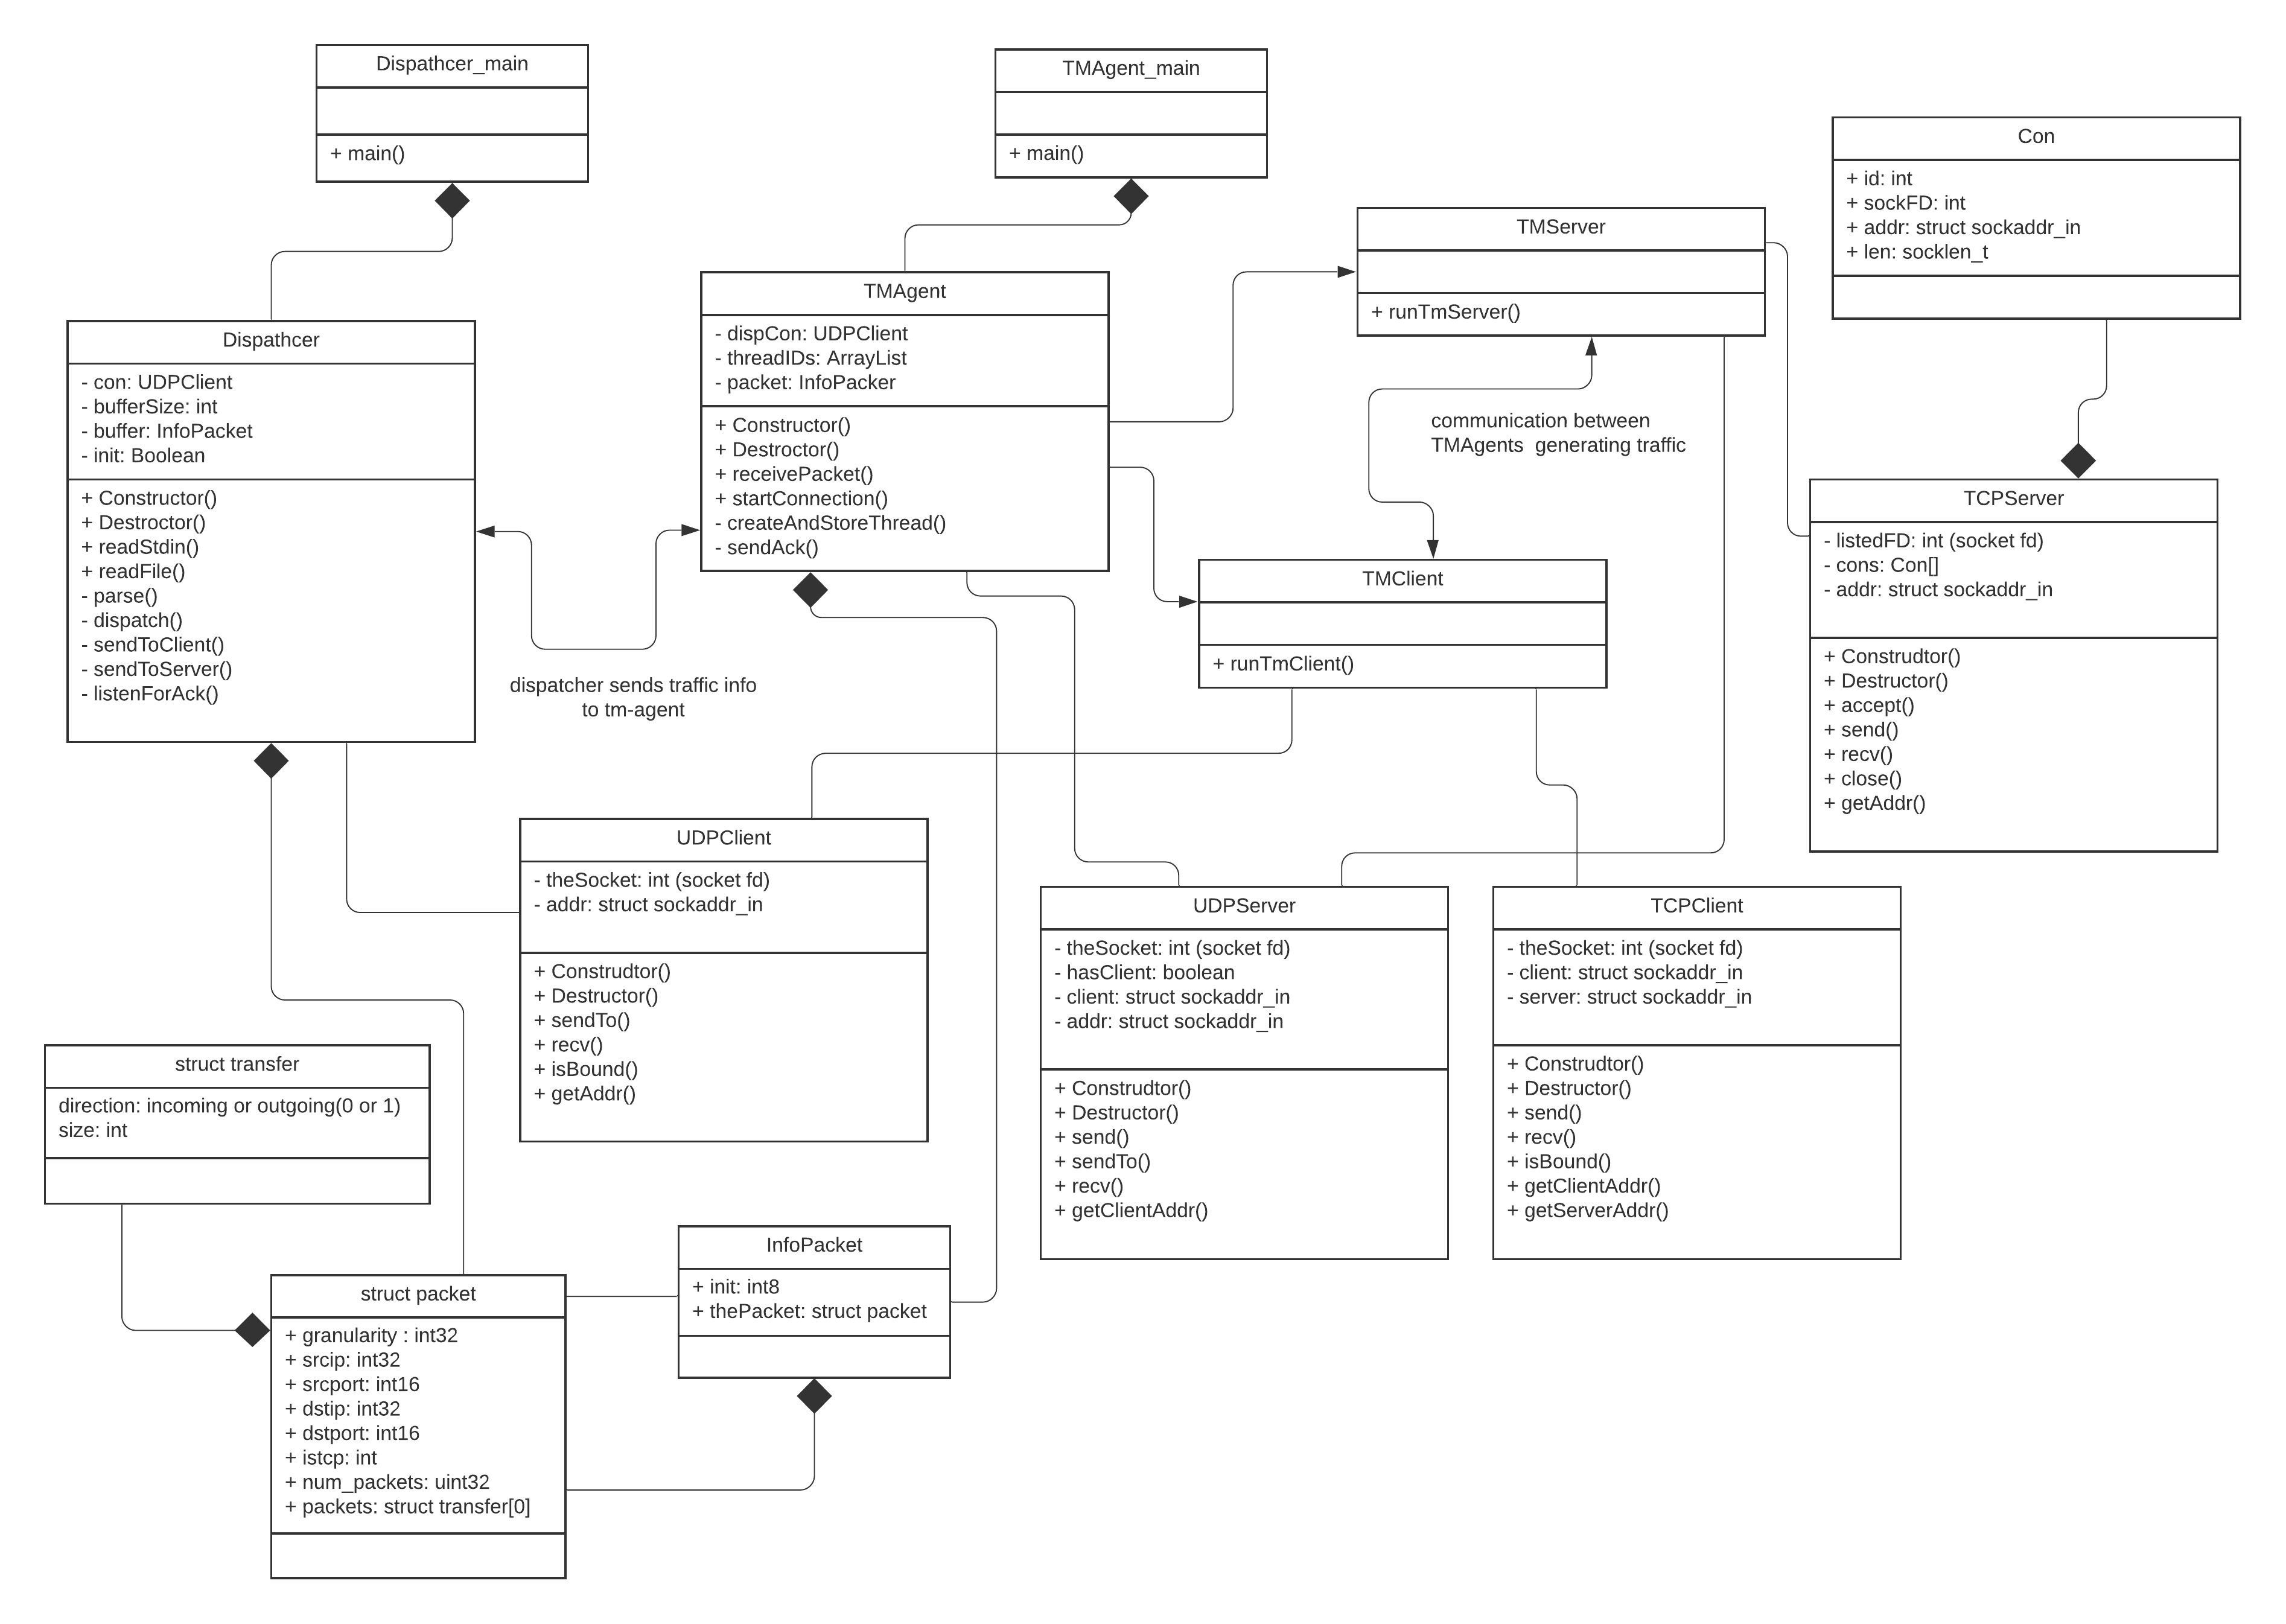 Dispathcer_main
+ main()
TMAgent_main
+ main()
Con
+ id: int
+ sockFD: int
+ addr: struct sockaddr_in
+ len: socklen_t
TMServer
+ runTmServer()
TMAgent
- dispCon: UDPClient
- threadIDs: ArrayList
- packet: InfoPacker
+ Constructor()
+ Destroctor()
+ receivePacket()
+ startConnection()
- createAndStoreThread()
- sendAck()
Dispathcer
- con: UDPClient
- bufferSize: int
- buffer: InfoPacket
- init: Boolean
+ Constructor()
+ Destroctor()
+ readStdin()
+ readFile()
- parse()
- dispatch()
- sendToClient()
- sendToServer()
- listenForAck()
communication between
TMAgents  generating traffic
dispatcher sends traffic info
to tm-agent
TMClient
+ runTmClient()
TCPServer
- listedFD: int (socket fd)
- cons: Con[]
- addr: struct sockaddr_in
+ Construdtor()
+ Destructor()
+ accept()
+ send()
+ recv()
+ close()
+ getAddr()
UDPClient
- theSocket: int (socket fd)
- addr: struct sockaddr_in
+ Construdtor()
+ Destructor()
+ sendTo()
+ recv()
+ isBound()
+ getAddr()
UDPServer
- theSocket: int (socket fd)
- hasClient: boolean
- client: struct sockaddr_in
- addr: struct sockaddr_in
+ Construdtor()
+ Destructor()
+ send()
+ sendTo()
+ recv()
+ getClientAddr()
TCPClient
- theSocket: int (socket fd)
- client: struct sockaddr_in
- server: struct sockaddr_in
+ Construdtor()
+ Destructor()
+ send()
+ recv()
+ isBound()
+ getClientAddr()
+ getServerAddr()
struct transfer
direction: incoming or outgoing(0 or 1)
size: int
InfoPacket
+ init: int8
+ thePacket: struct packet
struct packet
+ granularity : int32
+ srcip: int32
+ srcport: int16
+ dstip: int32
+ dstport: int16
+ istcp: int
+ num_packets: uint32
+ packets: struct transfer[0]